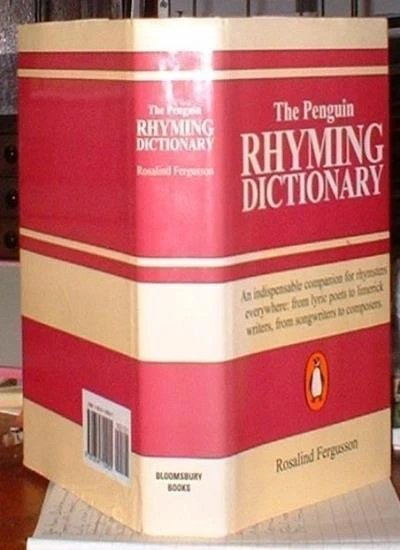 The Penguin
RHYMING
DICTIONARY
Rosalind Fergusson
BLOOMSBURY
BOOKS
The Penguin
RHYMING
DICTIONARY
An indispensable companion for rhymsters
everywhere: from lyric poets to limerick
writers, from songwriters to composers.
Rosalind Fergusson